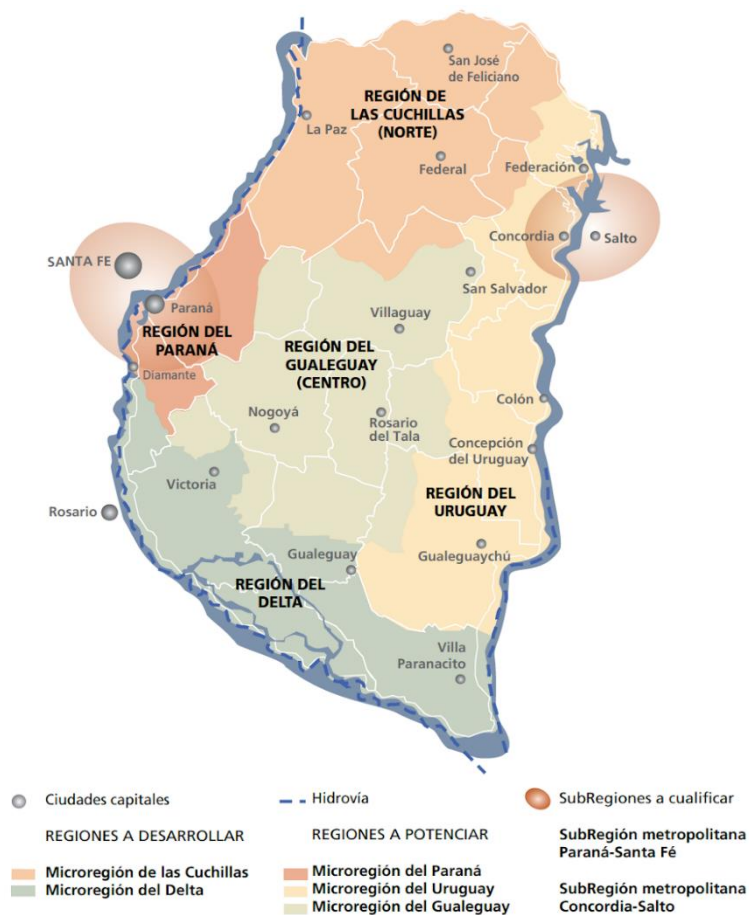 San José
de Feliciano
REGIÓN DE
LAS CUCHILLAS
(NORTE)
La Paz
Federal
Federación
SANTA FE
Concordia
Salto
San Salvador
Paraná
Villaguay
REGIÓN DEL
PARANÁ
REGIÓN DEL
GUALEGUAY
(CENTRO)
Diamante
Colón
Nogoyá
Rosario
del Tala
Concepción
del Uruguay
Victoria
REGIÓN DEL
URUGUAY
Rosario
Gualeguay
Gualeguaychú
REGIÓN DEL
DELTA
Villa
Paranacito
Ciudades capitales
Hidrovía
SubRegiones a cualificar
REGIONES A DESARROLLAR
REGIONES A POTENCIAR
SubRegión metropolitana
Paraná-Santa Fé
Microregión de las Cuchillas
Microregión del Delta
Microregión del Paraná
Microregión del Uruguay
Microregión del Gualeguay
SubRegión metropolitana
Concordia-Salto